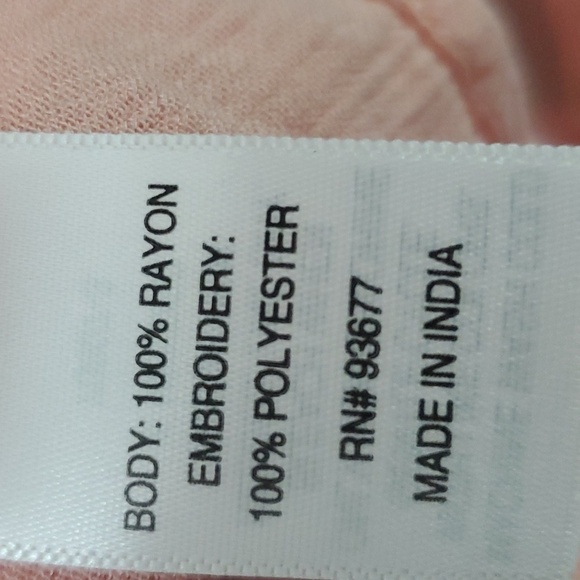 BODY: 100% RAYON
EMBROIDERY:
100% POLYESTER
RN# 93677
MADE IN INDIA